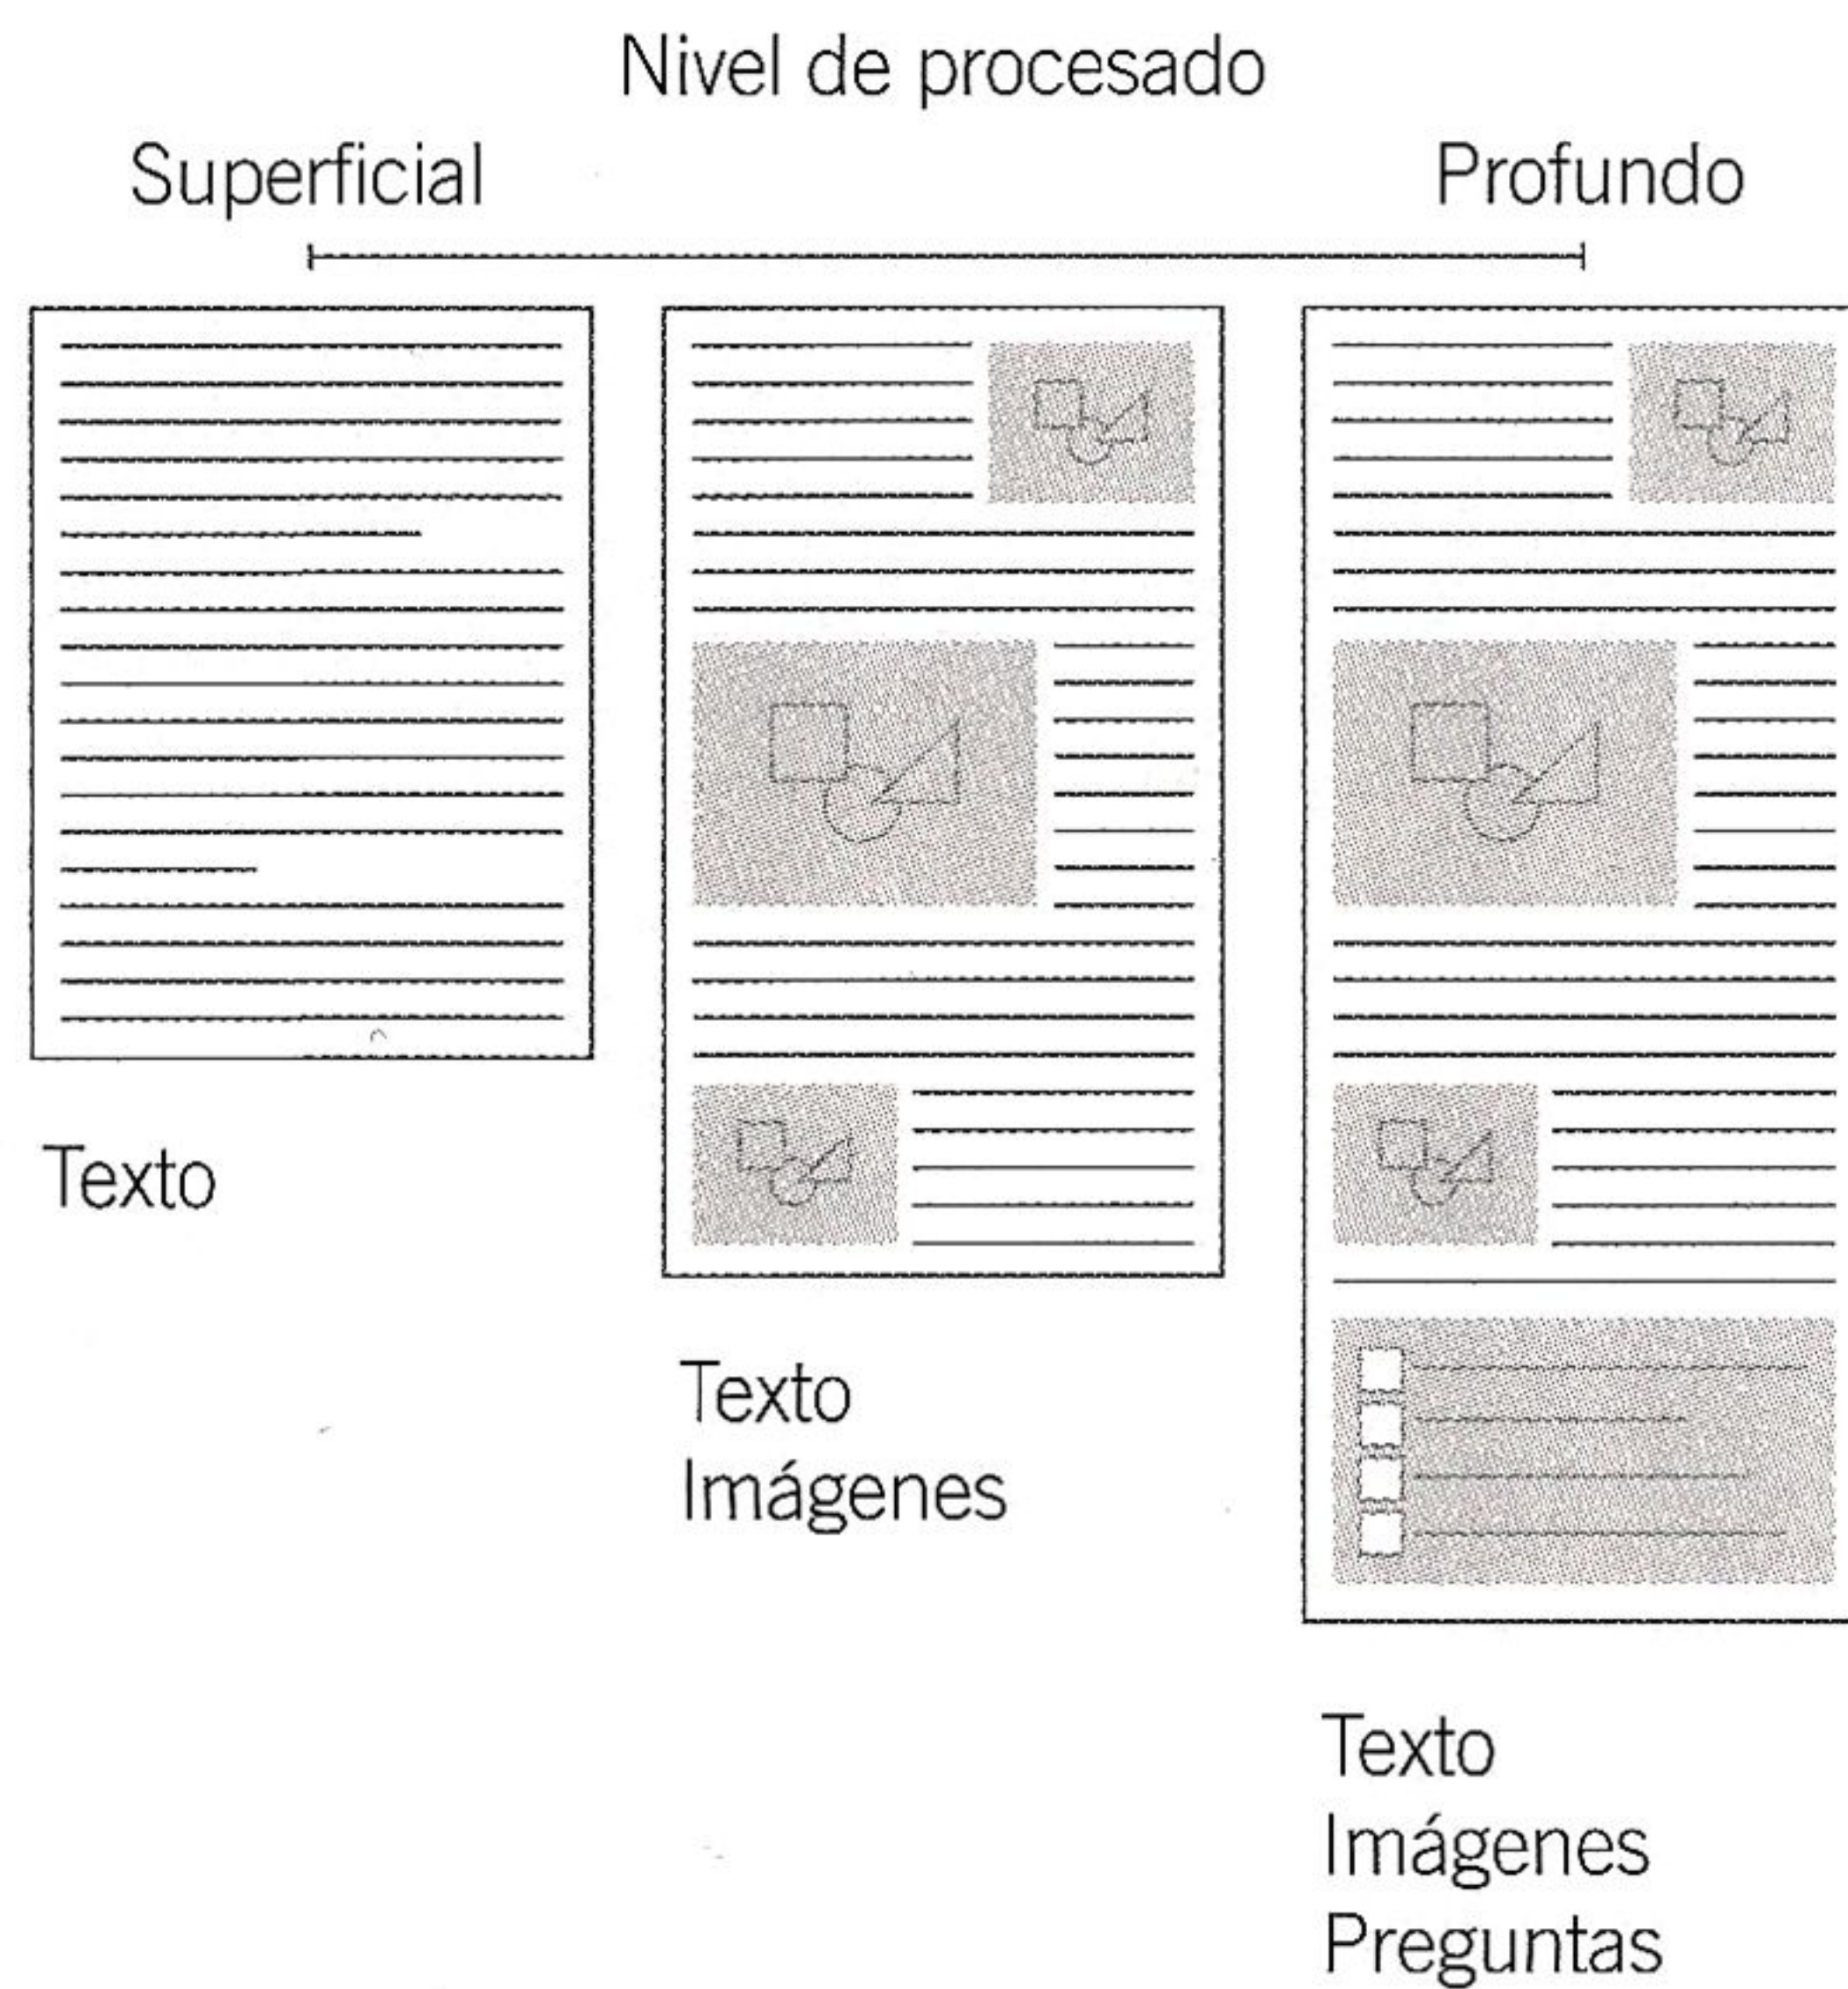 Nivel de procesado
Superficial
Profundo
Texto
Texto
Imágenes
Texto
Imágenes
Preguntas